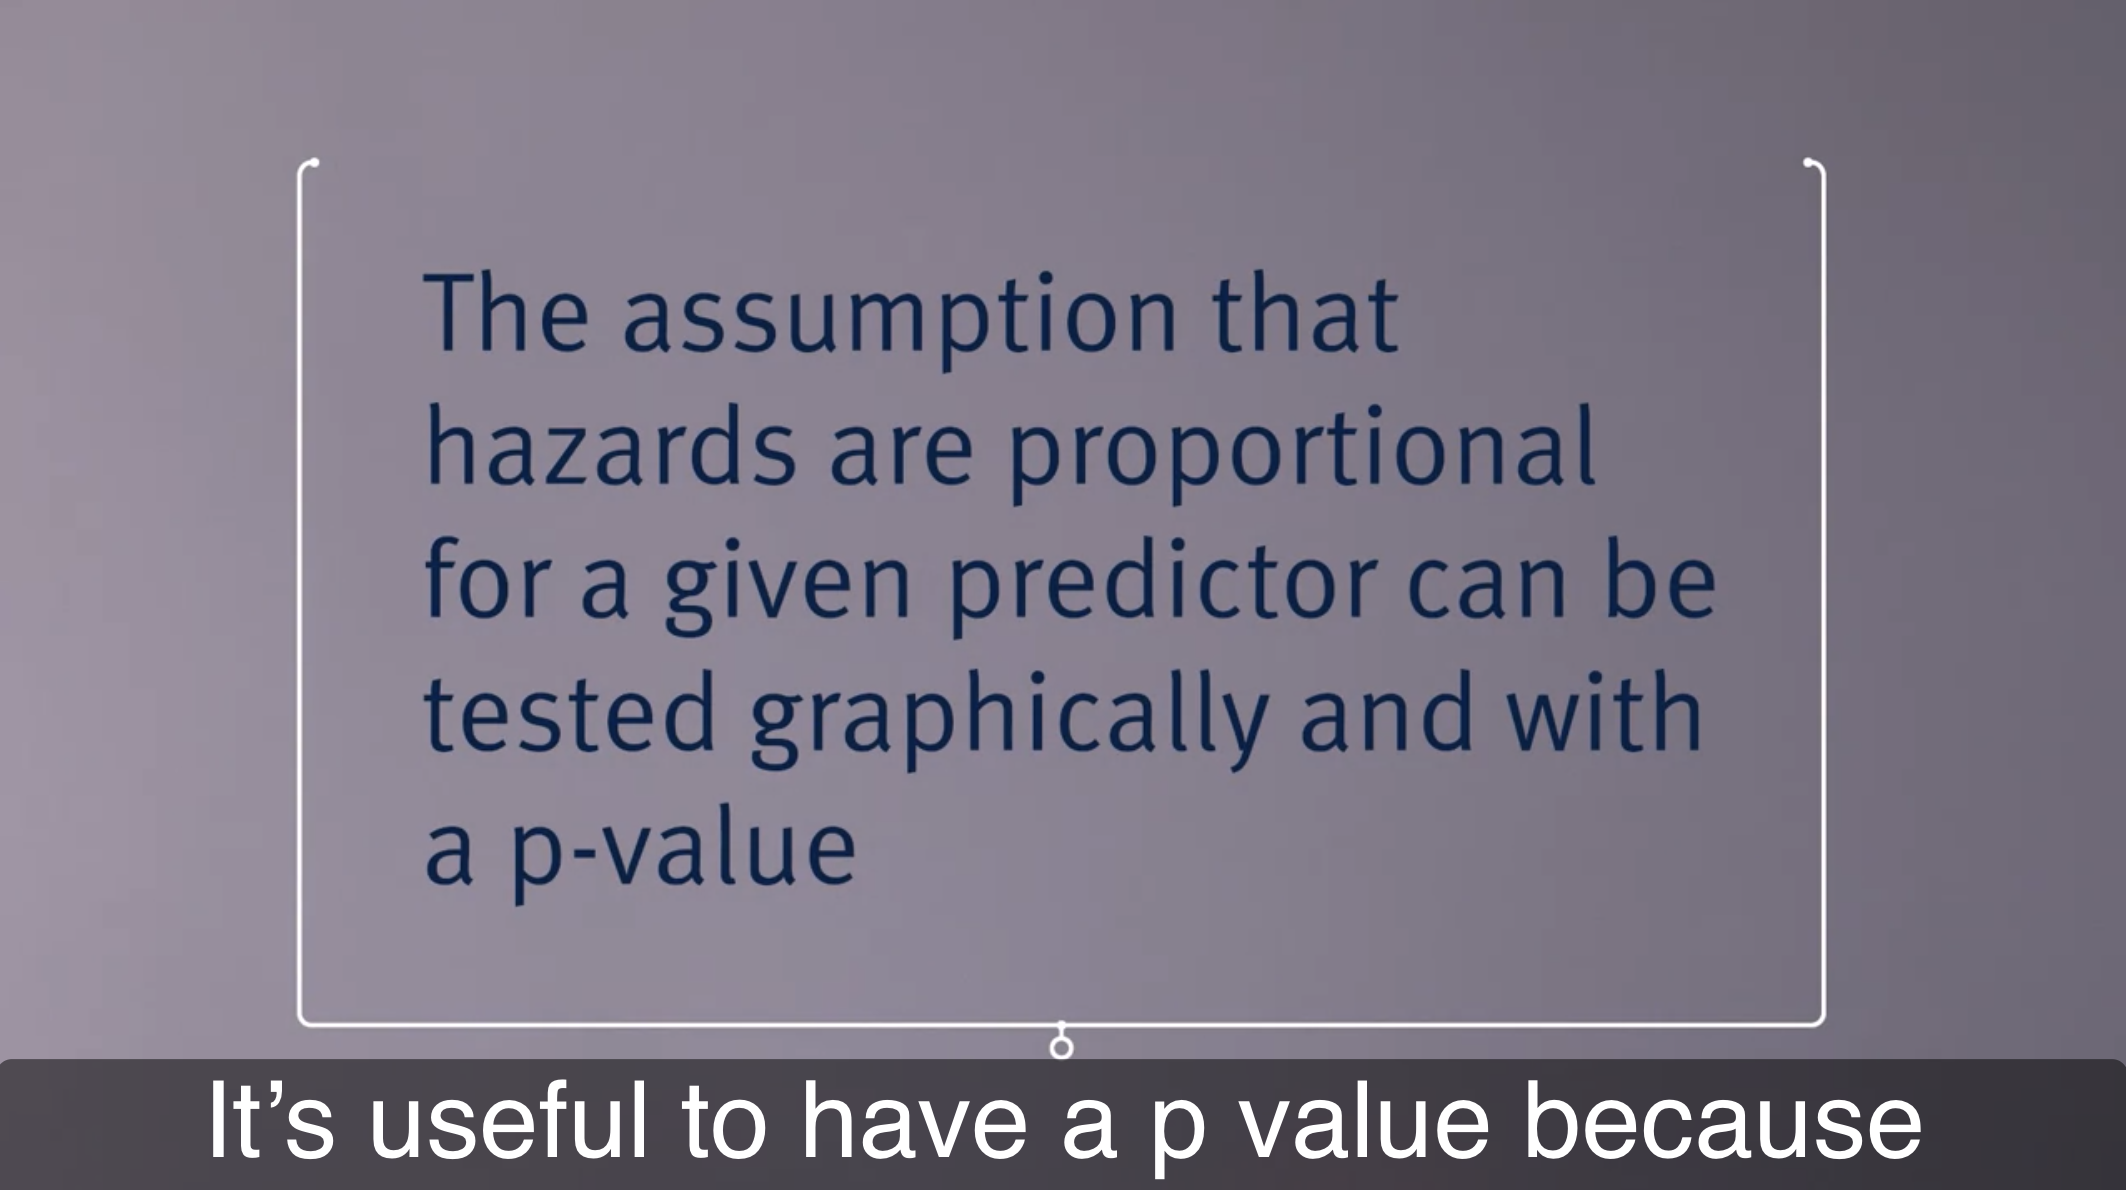 The assumption that
hazards are proportional
for a given predictor can be
tested graphically and with
a p-value
It’s useful to have a p value because